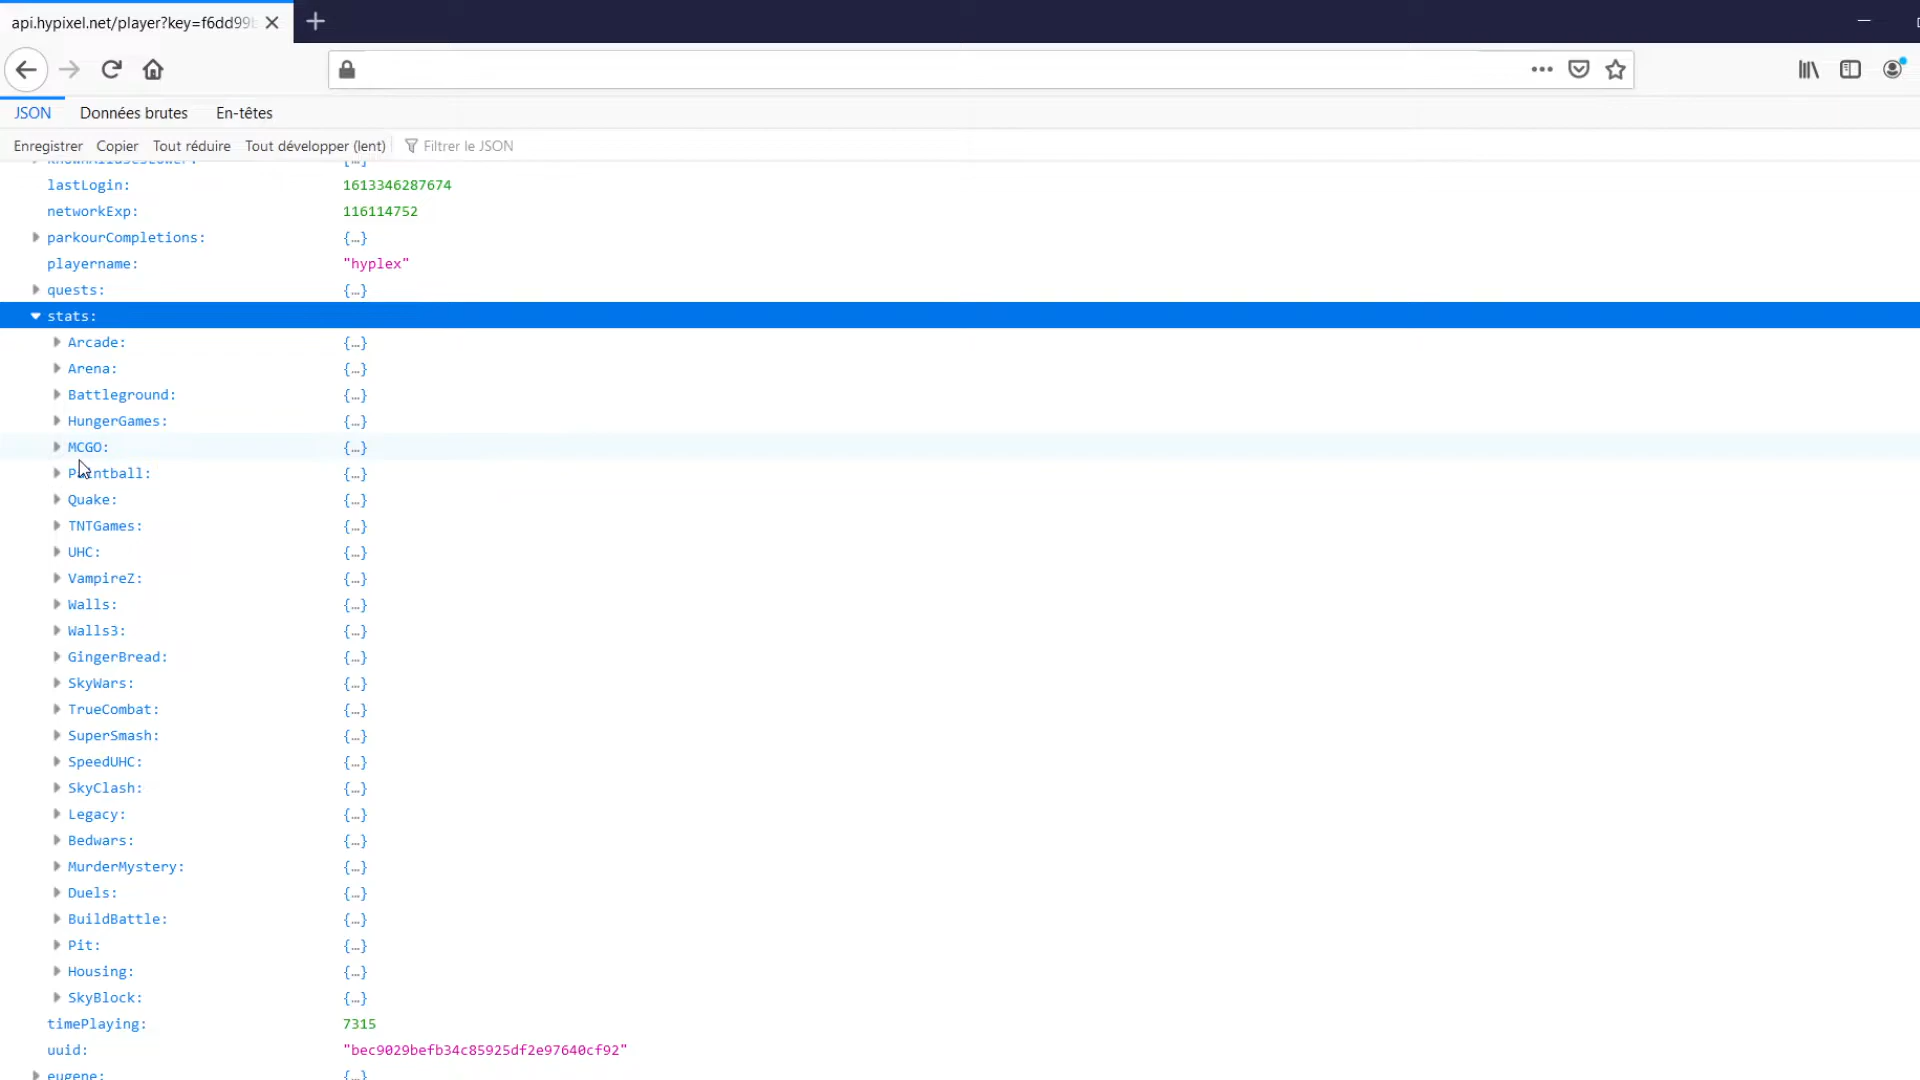 api.hypixel.net/player?key=f6dd99
JSON Données brutes En-têtes
Enregistrer Copier Tout réduire Tout développer (lent) Filtrer le JSON
lastLogin: 1613346287674
networkExp: 116114752
parkourCompletions: {…}
playername: "hyplex"
quests: {…}
stats:
Arcade: {…}
Arena: {…}
Battleground: {…}
HungerGames: {…}
MCGO: {…}
Paintball: {…}
Quake: {…}
TNTGames: {…}
UHC: {…}
VampireZ: {…}
Walls: {…}
Walls3: {…}
GingerBread: {…}
SkyWars: {…}
TrueCombat: {…}
SuperSmash: {…}
SpeedUHC: {…}
SkyClash: {…}
Legacy: {…}
Bedwars: {…}
MurderMystery: {…}
Duels: {…}
BuildBattle: {…}
Pit: {…}
Housing: {…}
SkyBlock: {…}
timePlaying: 7315
uuid: "bec9029befb34c85925df2e97640cf92"
eugene: {…}